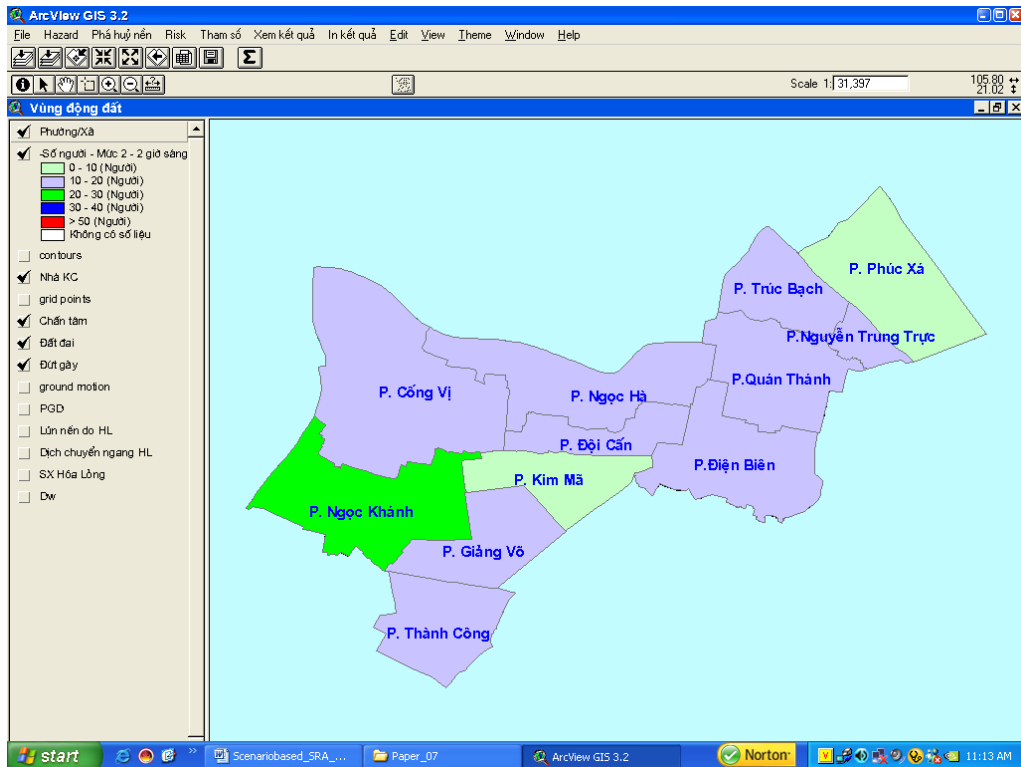 ArcView GIS 3.2
File Hazard Phá huỷ nền Risk Tham số Xem kết quả In kết quả Edit View Theme Window Help
Σ
Scale 1: 31,397
105.80
21.02
Vùng động đất
Phường/Xã
-Số người - Mức 2 - 2 giờ sáng
0 - 10 (Người)
10 - 20 (Người)
20 - 30 (Người)
30 - 40 (Người)
> 50 (Người)
Không có số liệu
contours
Nhà KC
grid points
Chấn tâm
Đất đai
Đứt gãy
ground motion
PGD
Lún nền do HL
Dịch chuyển ngang HL
SX Hóa Lỏng
Dw
P. Phúc Xá
P. Trúc Bạch
P.Nguyễn Trung Trực
P.Quán Thánh
P. Cống Vị
P. Ngọc Hà
P. Đội Cấn
P.Điện Biên
P. Kim Mã
P. Ngọc Khánh
P. Giảng Võ
P. Thành Công
start
Scenariobased_SRA_...
Paper_07
ArcView GIS 3.2
Norton
11:13 AM